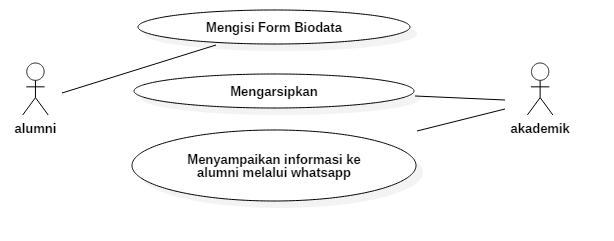 Mengisi Form Biodata
Mengarsipkan
alumni
akademik
Menyampaikan informasi ke
alumni melalui whatsapp